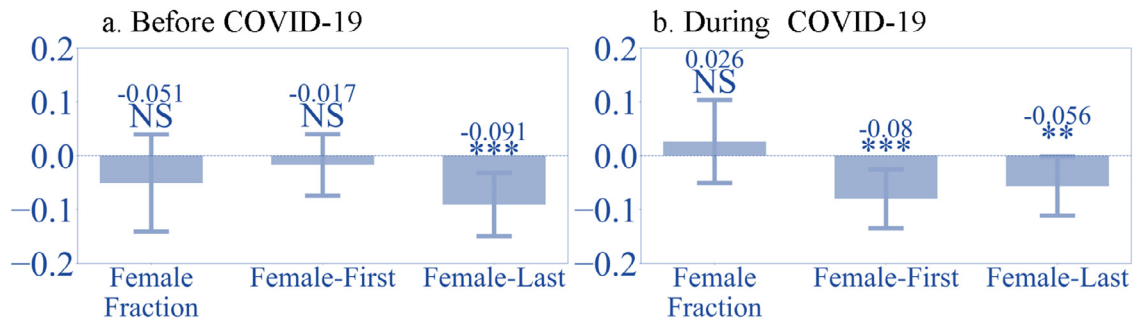 a. Before COVID-19
0.2
0.1
0.0
−0.1
−0.2
-0.051
NS
-0.017
NS
-0.091
***
Female
Fraction
Female-First
Female-Last
b. During COVID-19
0.2
0.1
0.0
−0.1
−0.2
0.026
NS
-0.08
***
-0.056
**
Female
Fraction
Female-First
Female-Last